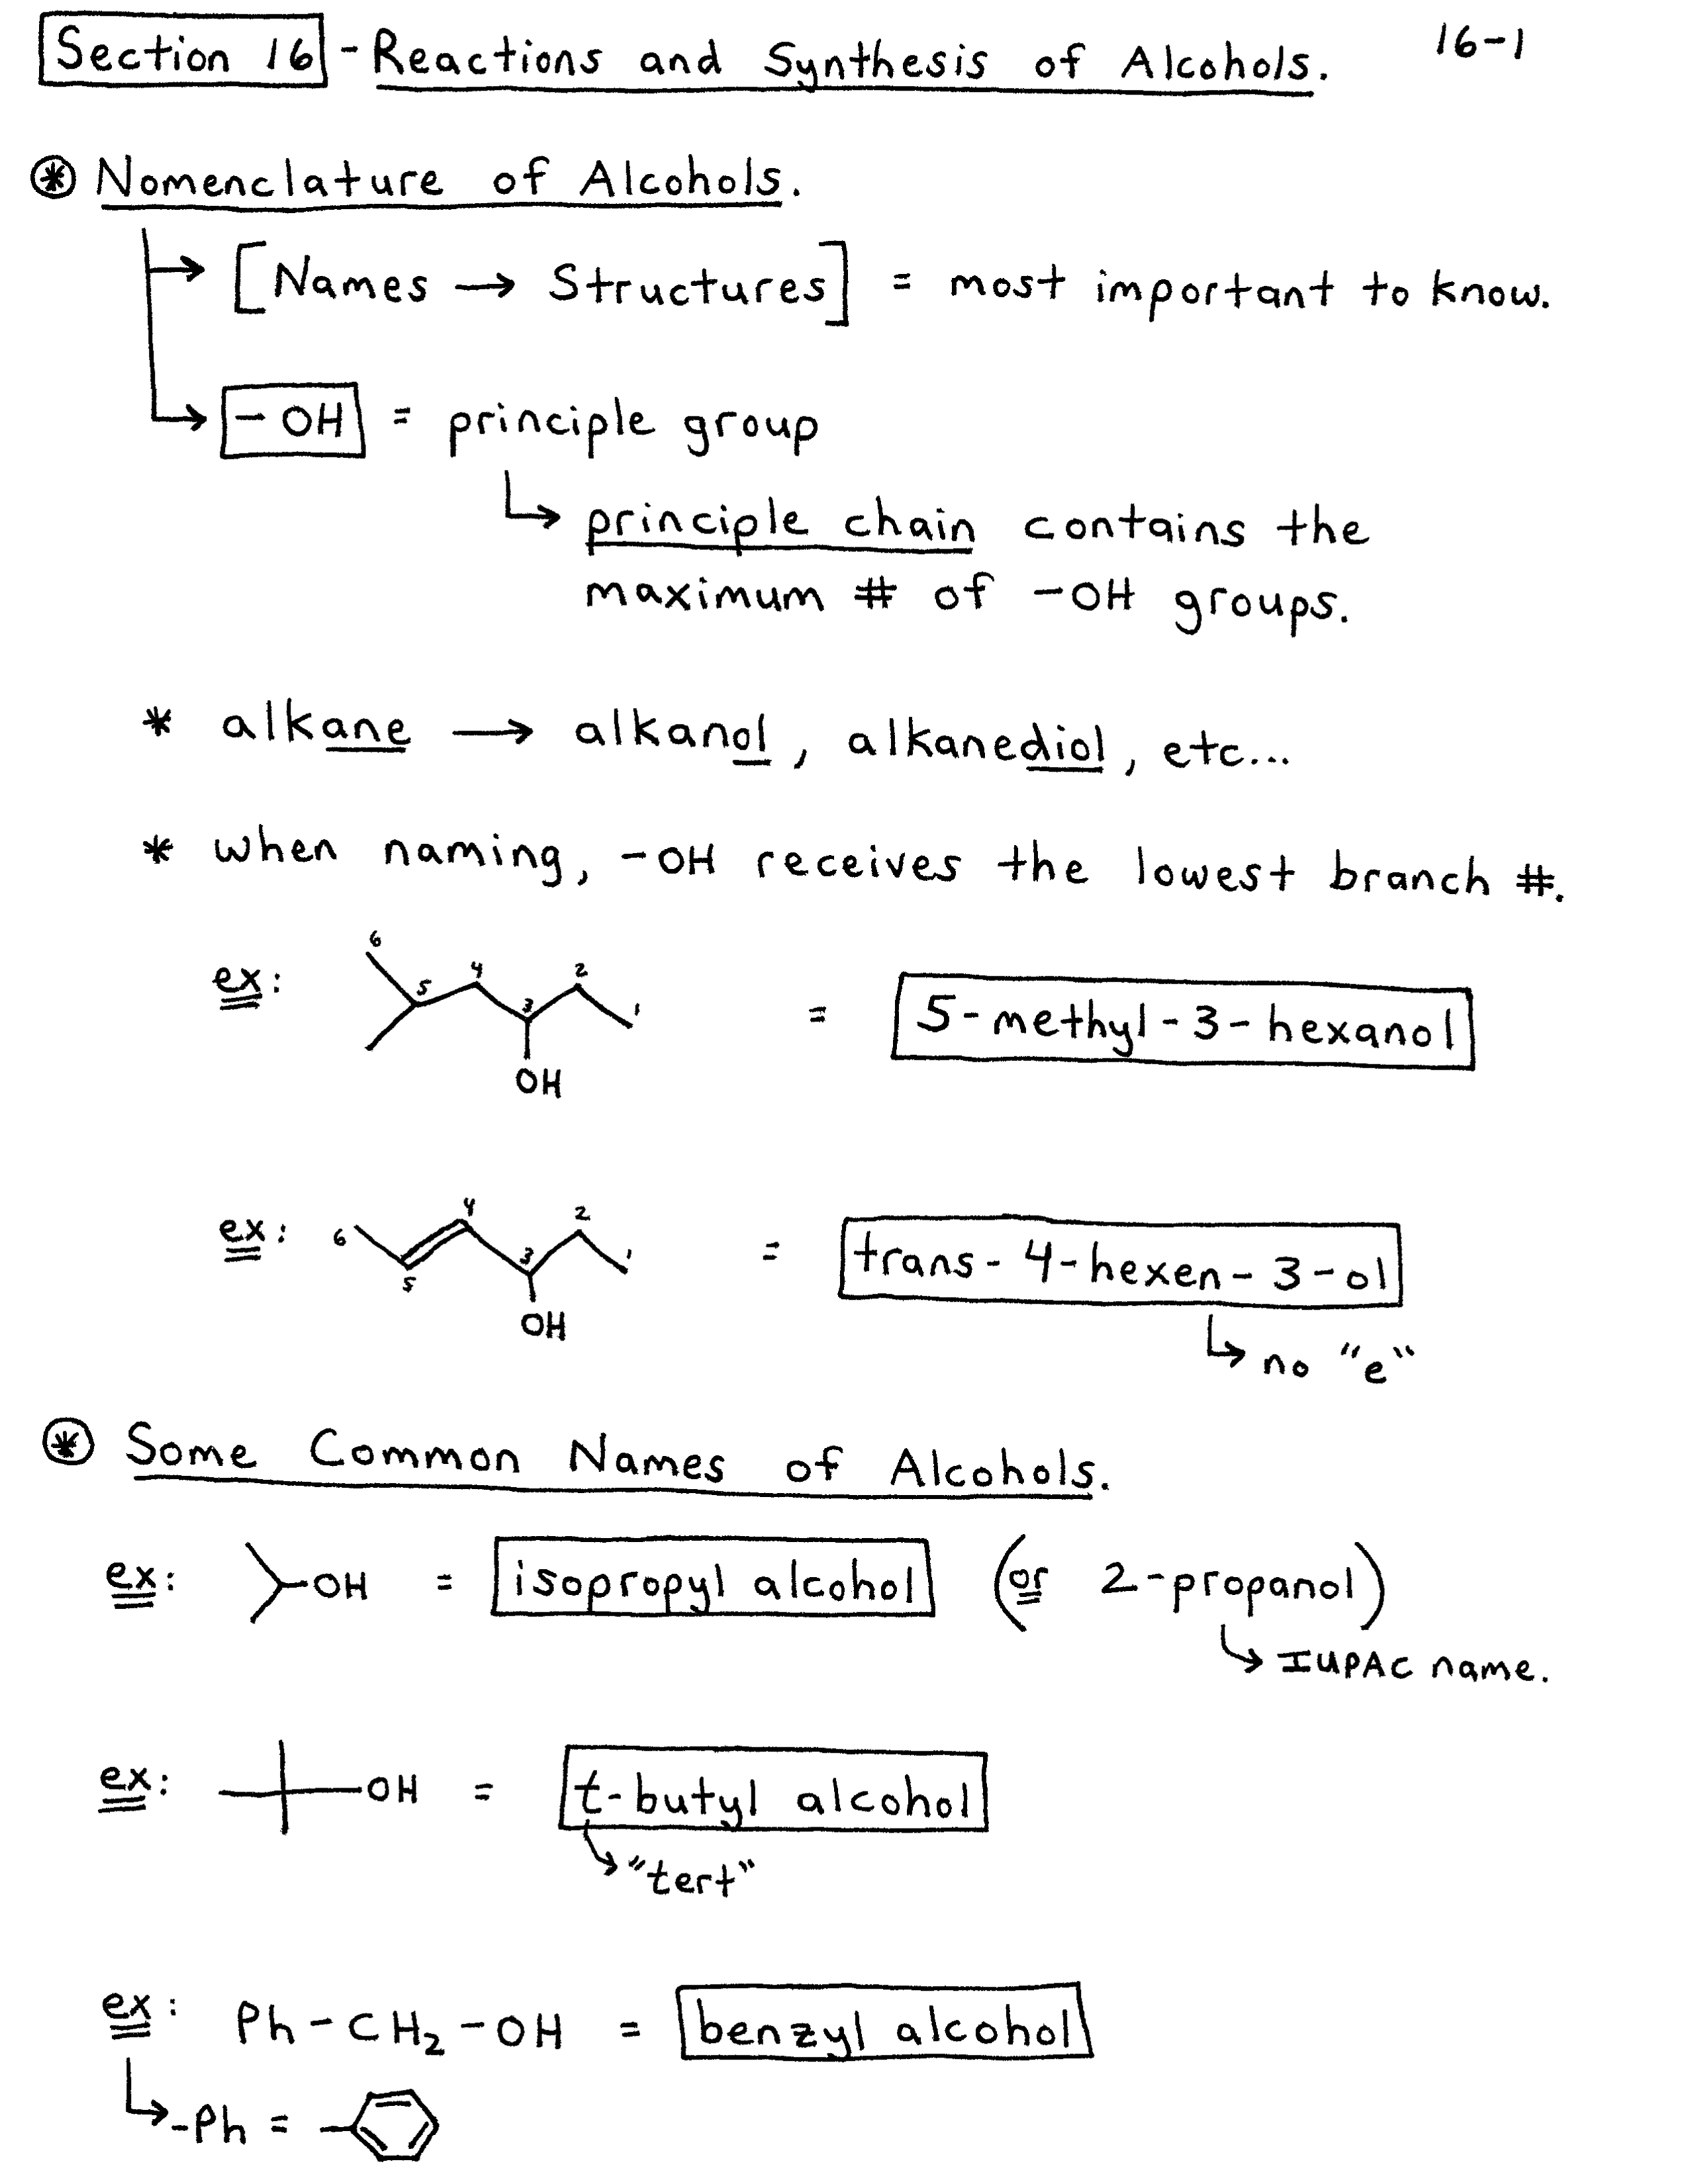 Section 16 - Reactions and Synthesis of Alcohols. 16-1
⊛ Nomenclature of Alcohols.
→ [Names → Structures] = most important to know.
→ -OH = principle group
→ principle chain contains the
maximum # of -OH groups.
* alkane → alkanol, alkanediol, etc...
* when naming, -OH receives the lowest branch #.
ex: 6 5 4 3 2 1 OH = 5-methyl-3-hexanol
ex: 6 5 4 3 2 1 OH = trans-4-hexen-3-ol
→ no "e"
⊛ Some Common Names of Alcohols.
ex: -OH = isopropyl alcohol (or 2-propanol)
→ IUPAC name.
ex: -OH = t-butyl alcohol
→ "tert"
ex: Ph-CH₂-OH = benzyl alcohol
→ -Ph =